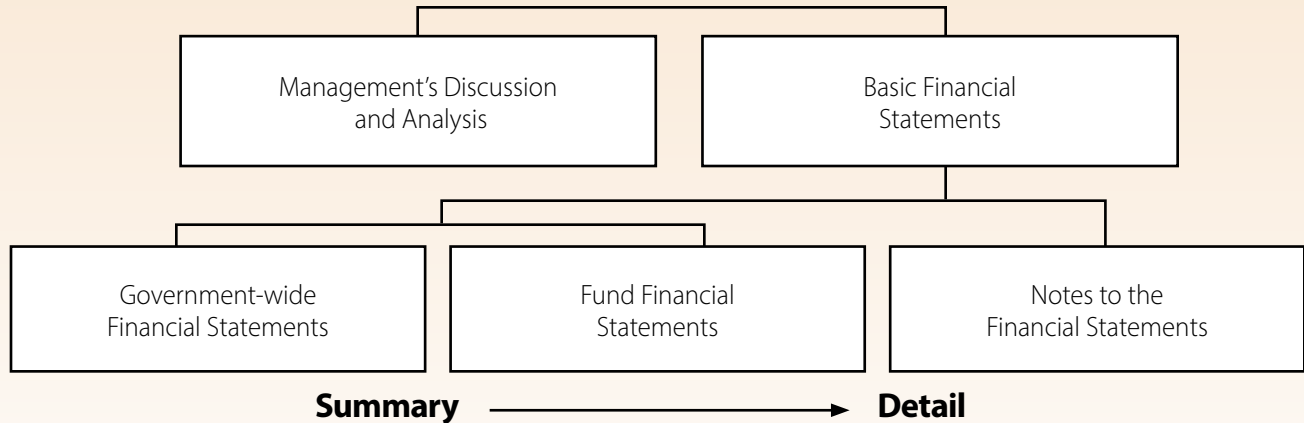 Management’s Discussion
and Analysis
Basic Financial
Statements
Government-wide
Financial Statements
Fund Financial
Statements
Notes to the
Financial Statements
Summary
Detail